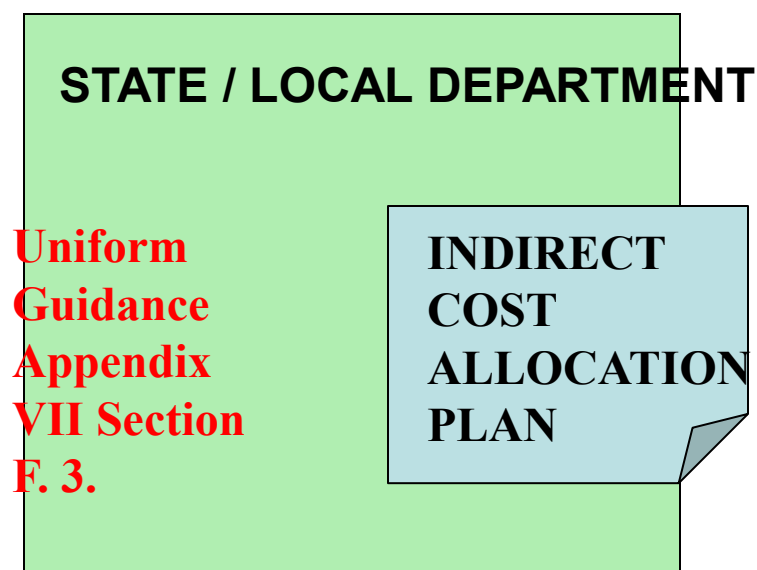 STATE / LOCAL DEPARTMENT
Uniform
Guidance
Appendix
VII Section
F. 3.
INDIRECT
COST
ALLOCATION
PLAN